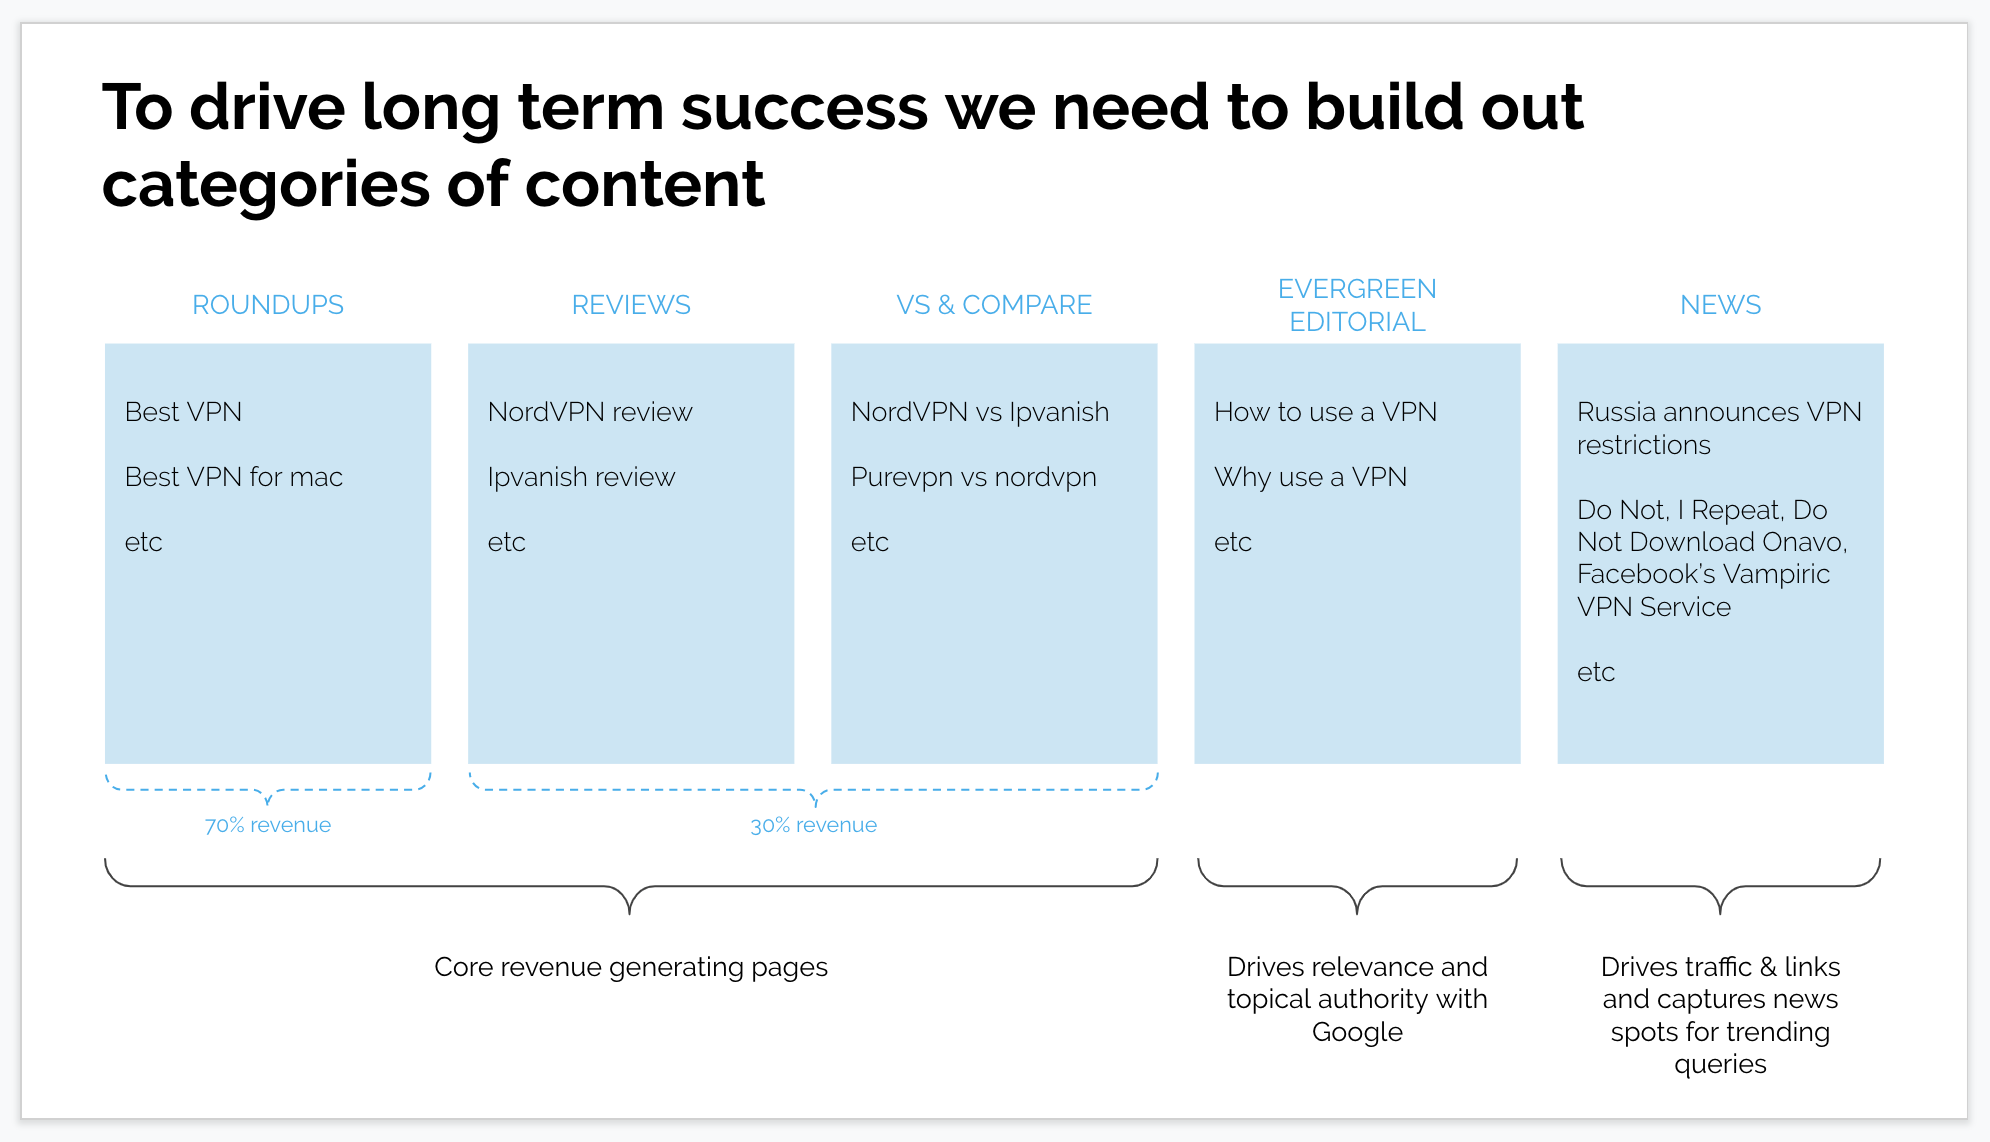 To drive long term success we need to build out
categories of content
ROUNDUPS
REVIEWS
VS & COMPARE
EVERGREEN
EDITORIAL
NEWS
Best VPN
Best VPN for mac
etc
NordVPN review
Ipvanish review
etc
NordVPN vs Ipvanish
Purevpn vs nordvpn
etc
How to use a VPN
Why use a VPN
etc
Russia announces VPN
restrictions
Do Not, I Repeat, Do
Not Download Onavo,
Facebook’s Vampiric
VPN Service
etc
70% revenue
30% revenue
Core revenue generating pages
Drives relevance and
topical authority with
Google
Drives traffic & links
and captures news
spots for trending
queries